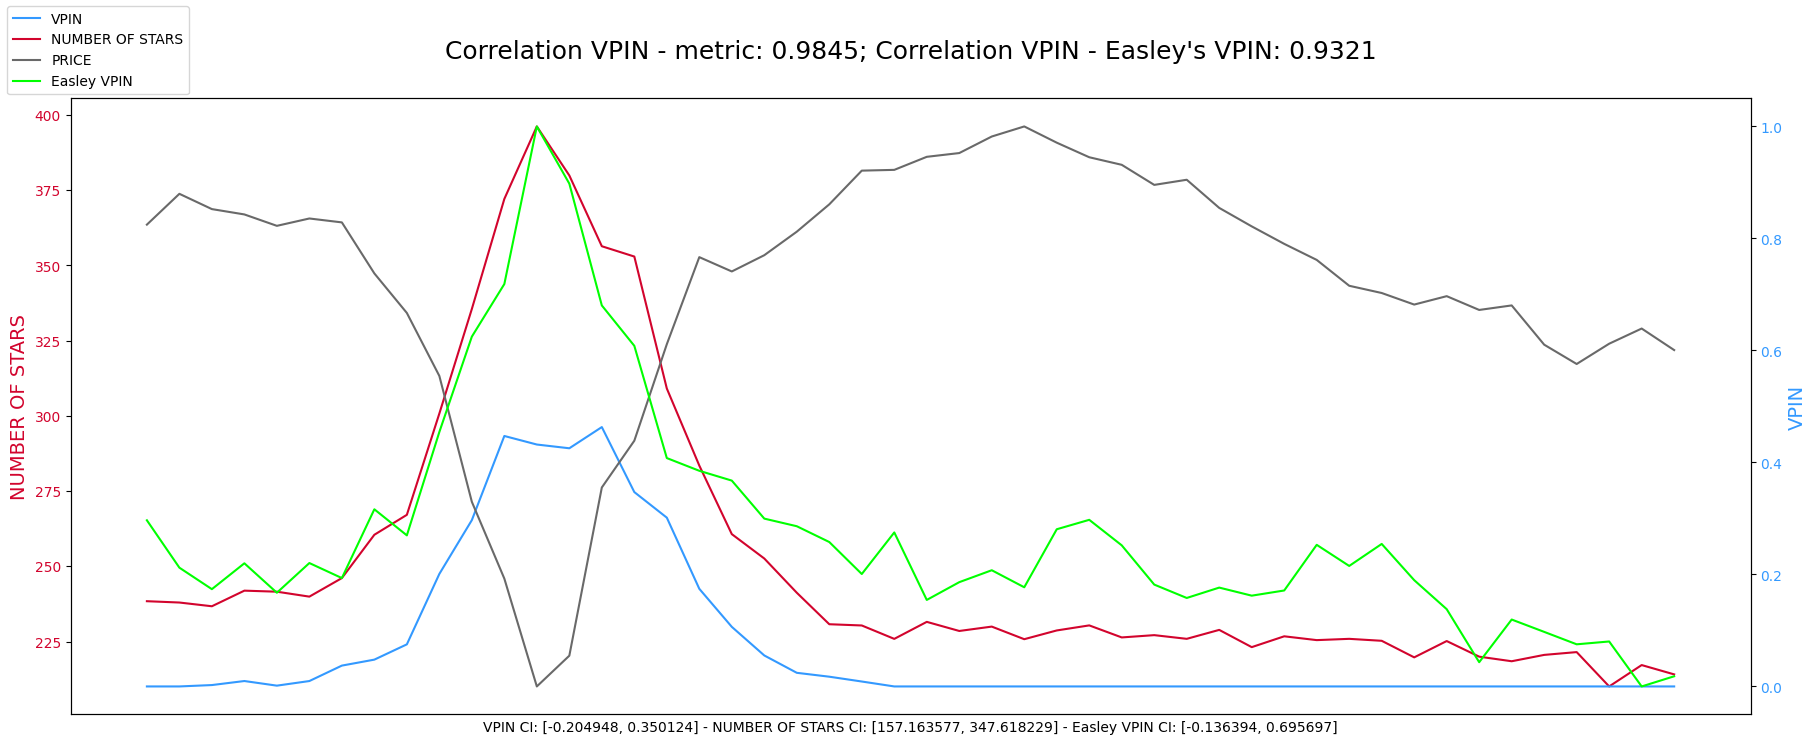 VPIN
NUMBER OF STARS
PRICE
Easley VPIN
Correlation VPIN - metric: 0.9845; Correlation VPIN - Easley's VPIN: 0.9321
NUMBER OF STARS
400
375
350
325
300
275
250
225
1.0
0.8
0.6
0.4
0.2
0.0
VPIN
VPIN CI: [-0.204948, 0.350124] - NUMBER OF STARS CI: [157.163577, 347.618229] - Easley VPIN CI: [-0.136394, 0.695697]